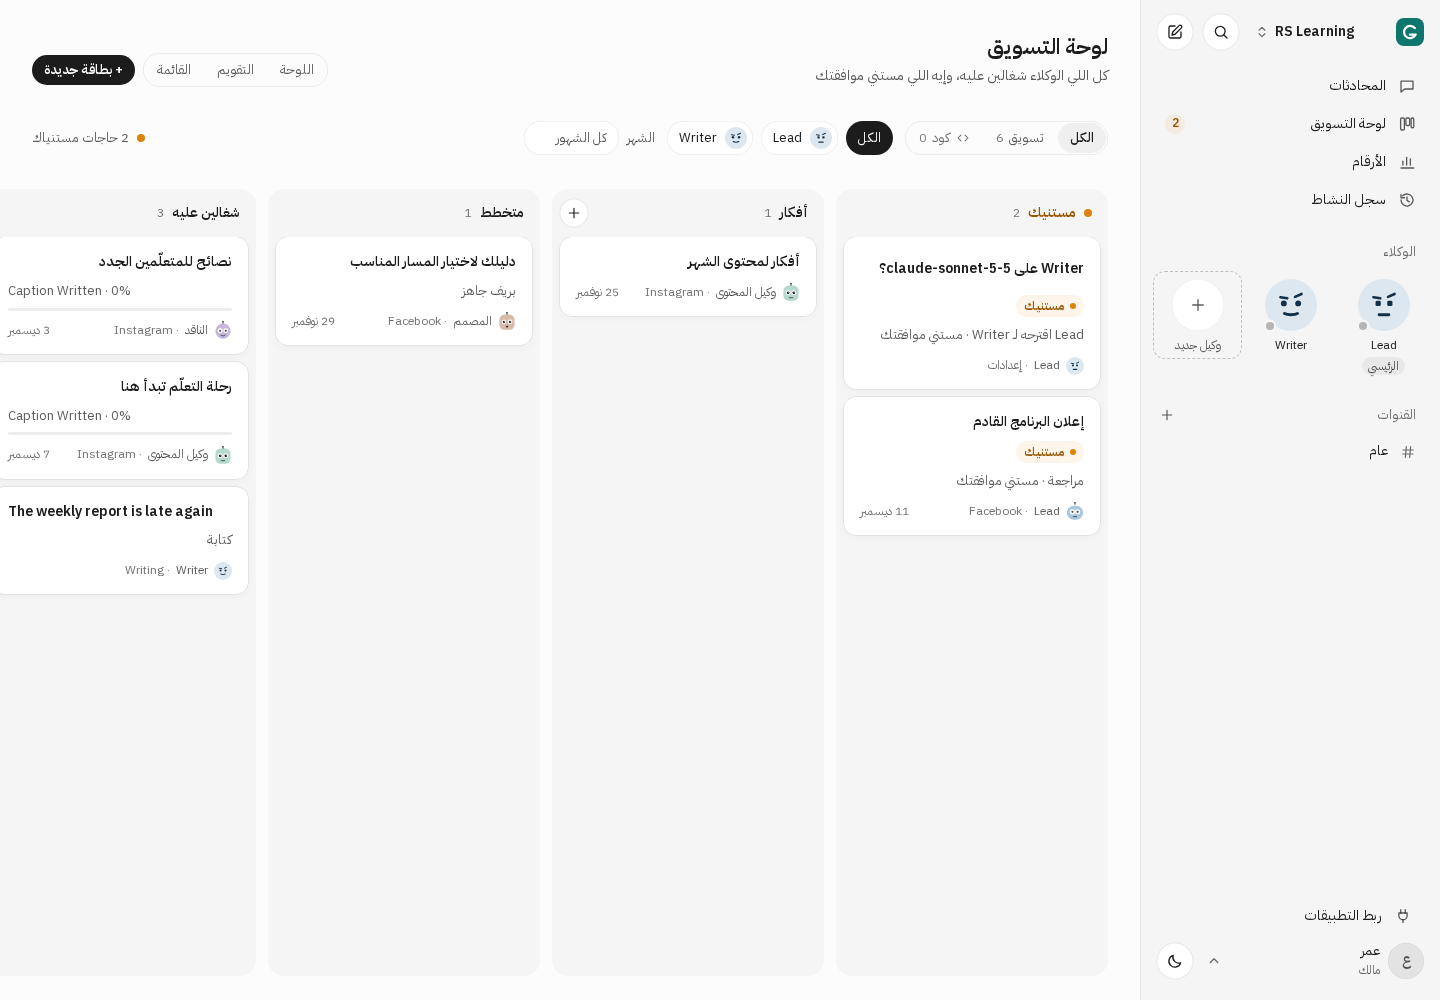 RS Learning
المحادثات
لوحة التسويق 2
الأرقام
سجل النشاط
الوكلاء
Lead
الرئيسي
Writer
وكيل جديد
القنوات
عام
ربط التطبيقات
ع
عمر
مالك
لوحة التسويق
كل اللي الوكلاء شغالين عليه، وإيه اللي مستني موافقتك
اللوحة التقويم القائمة
+ بطاقة جديدة
الكل تسويق 6 كود 0
الكل Lead Writer
الشهر كل الشهور
2 حاجات مستنياك
مستنيك 2
Writer على claude-sonnet-5-5؟
مستنيك
Lead اقترحه لـ Writer · مستني موافقتك
Lead · إعدادات
إعلان البرنامج القادم
مستنيك
مراجعة · مستني موافقتك
Lead · Facebook 11 ديسمبر
أفكار 1
أفكار لمحتوى الشهر
وكيل المحتوى · Instagram 25 نوفمبر
متخطط 1
دليلك لاختيار المسار المناسب
بريف جاهز
المصمم · Facebook 29 نوفمبر
شغالين عليه 3
نصائح للمتعلّمين الجدد
Caption Written · 0%
الناقد · Instagram 3 ديسمبر
رحلة التعلّم تبدأ هنا
Caption Written · 0%
وكيل المحتوى · Instagram 7 ديسمبر
The weekly report is late again
كتابة
Writer · Writing